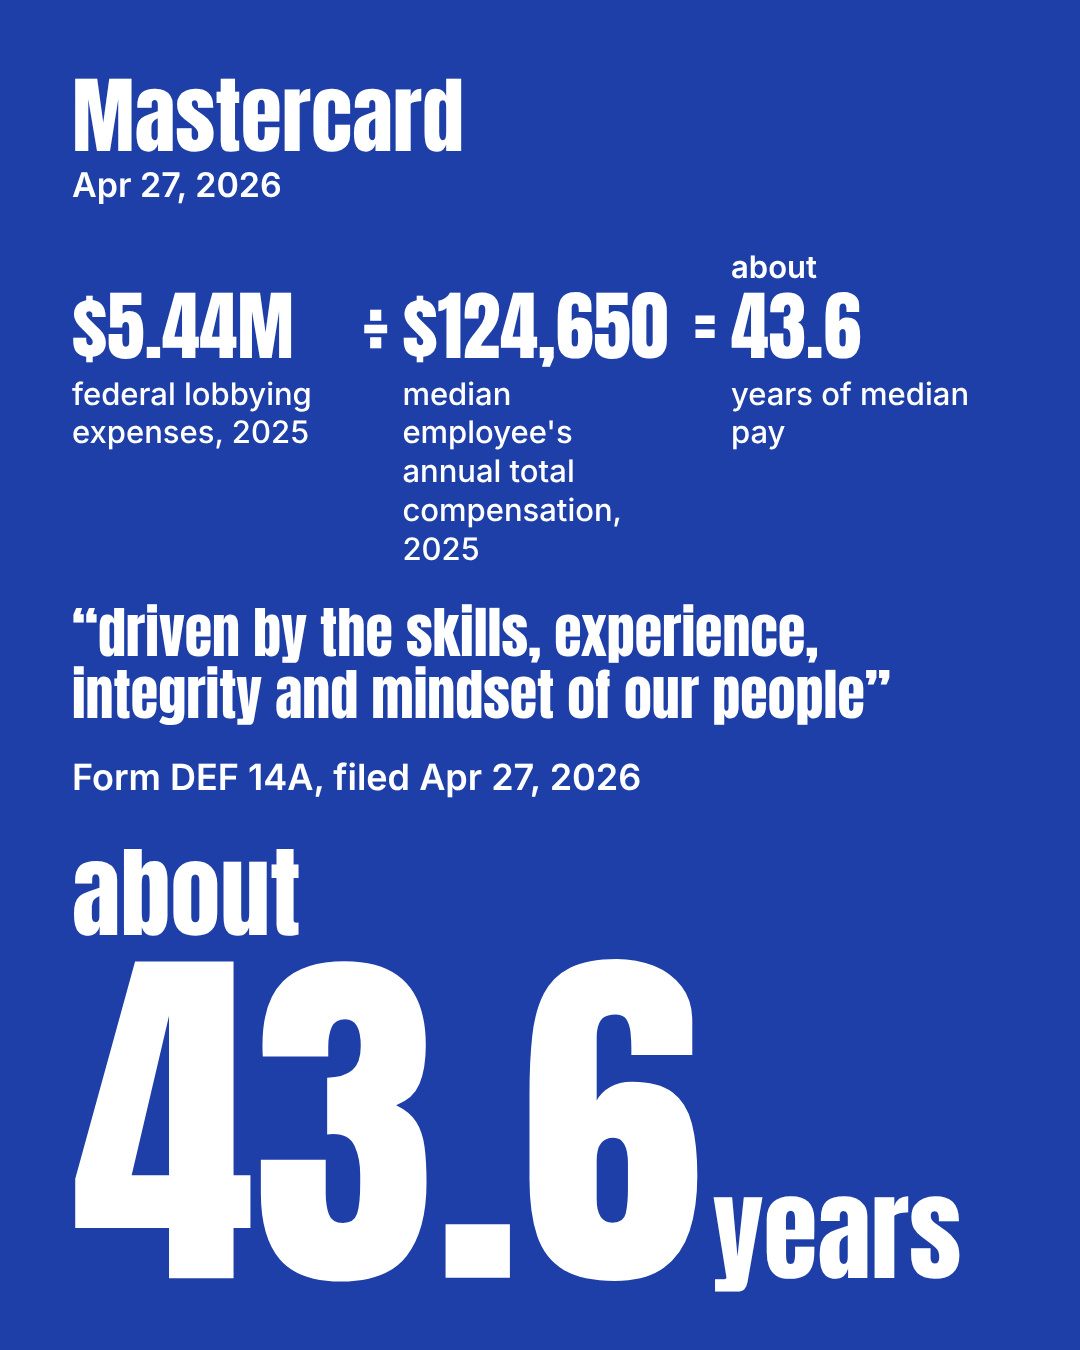 Mastercard
Apr 27, 2026
about
$5.44M ÷ $124,650 = 43.6
federal lobbying
expenses, 2025
median
employee's
annual total
compensation,
2025
years of median
pay
“driven by the skills, experience,
integrity and mindset of our people”
Form DEF 14A, filed Apr 27, 2026
about
43.6 years